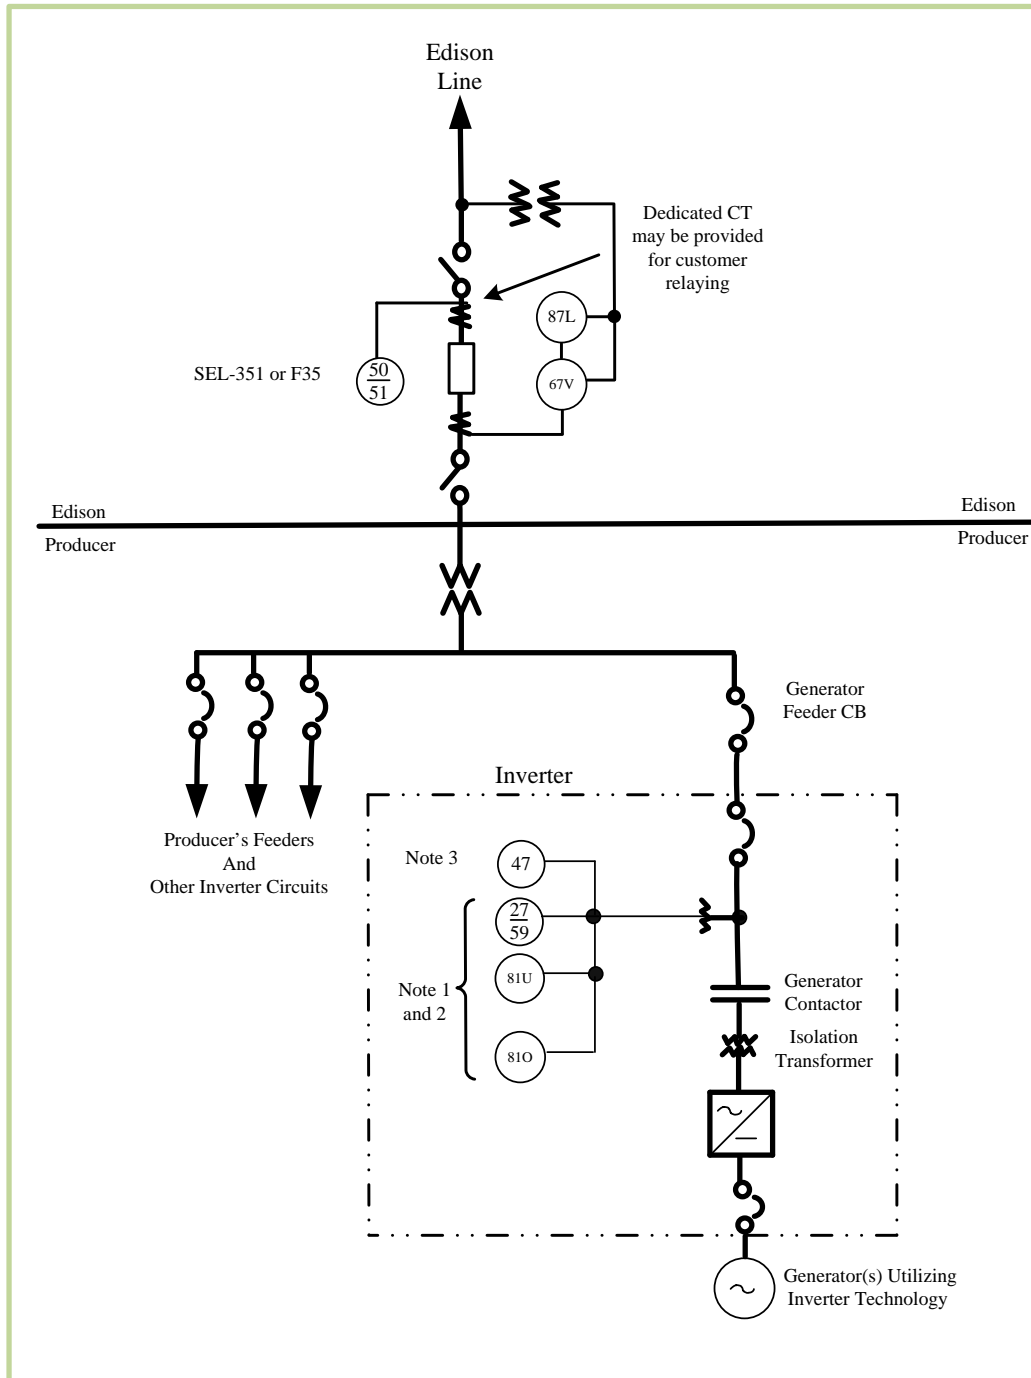 Edison
Line
Dedicated CT
may be provided
for customer
relaying
87L
SEL-351 or F35
50
51
67V
Edison
Edison
Producer
Producer
Generator
Feeder CB
Inverter
Producer's Feeders
And
Other Inverter Circuits
Note 3
47
27
59
81U
Note 1
and 2
81O
Generator
Contactor
Isolation
Transformer
Generator(s) Utilizing
Inverter Technology